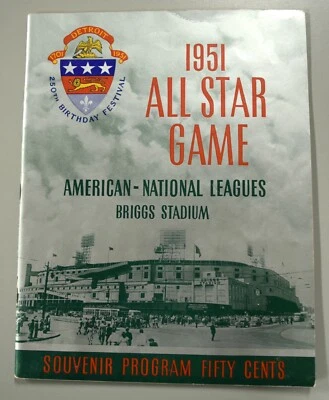 DETROIT
1701 1951
250TH BIRTHDAY FESTIVAL
1951
ALL STAR
GAME
AMERICAN - NATIONAL LEAGUES
BRIGGS STADIUM
SOUVENIR PROGRAM FIFTY CENTS